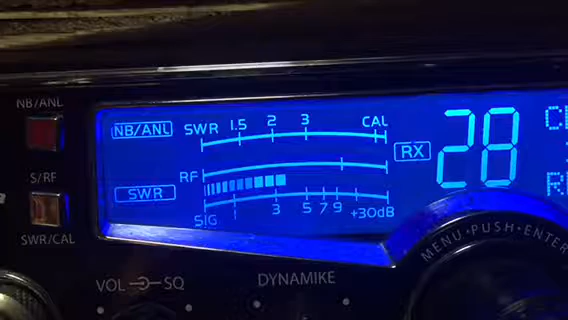 NB/ANL
S/RF
SWR/CAL
NB/ANL
SWR 1.5 2 3 CAL
RF
SWR
SIG 3 5 7 9 +30dB
RX
28
MENU•PUSH•ENTER
VOL SQ
DYNAMIKE